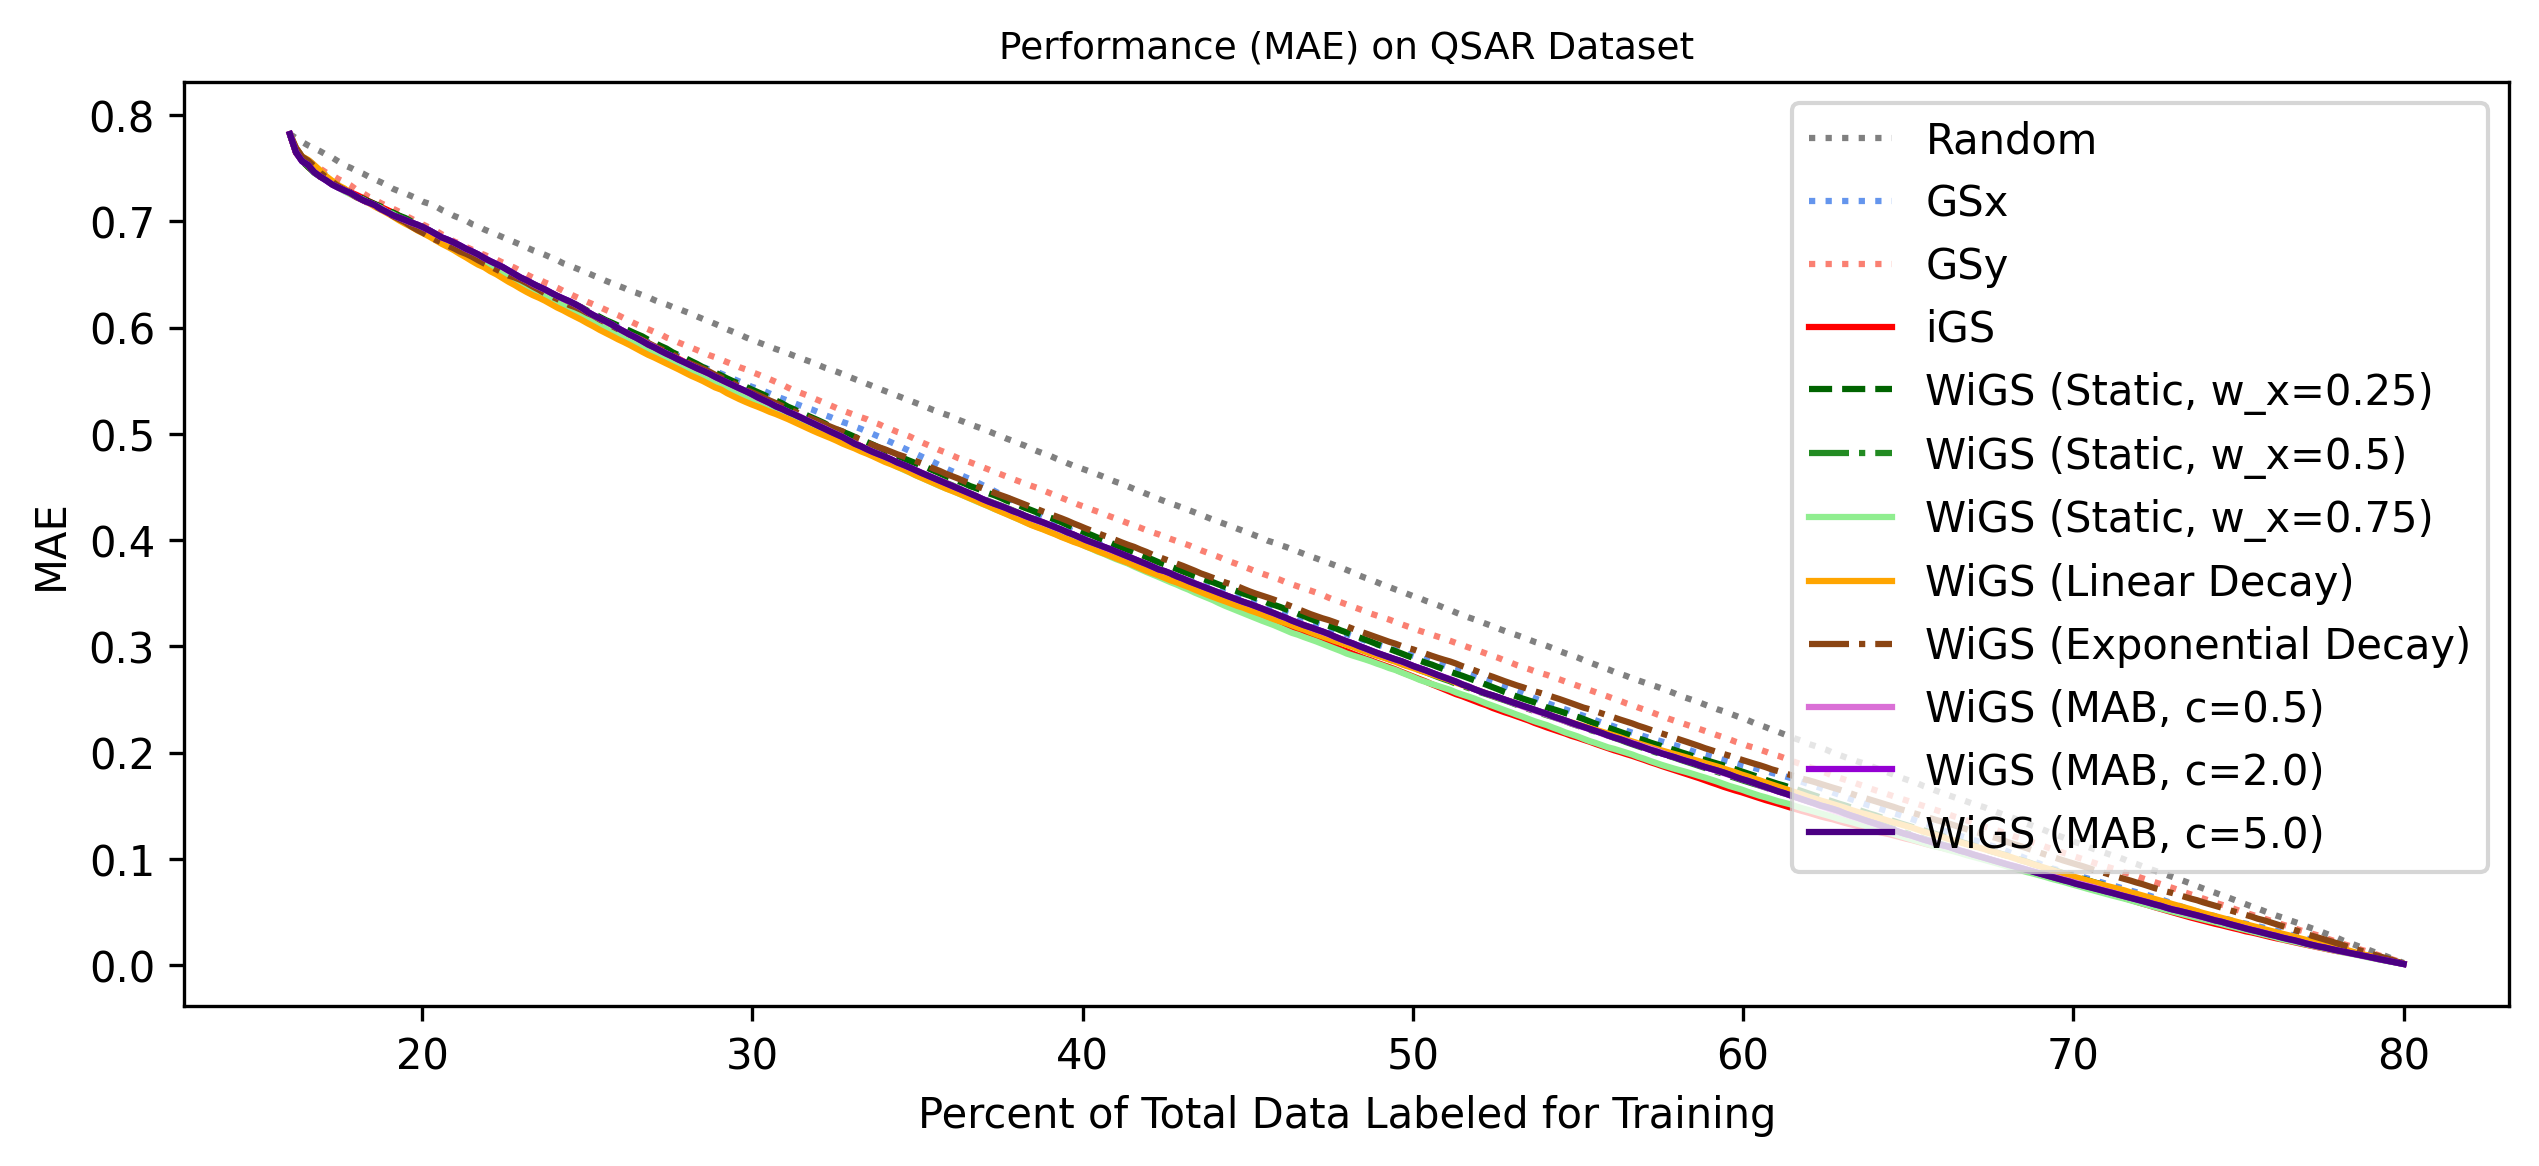 Performance (MAE) on QSAR Dataset
MAE
0.8
0.7
0.6
0.5
0.4
0.3
0.2
0.1
0.0
Random
GSx
GSy
iGS
WiGS (Static, w_x=0.25)
WiGS (Static, w_x=0.5)
WiGS (Static, w_x=0.75)
WiGS (Linear Decay)
WiGS (Exponential Decay)
WiGS (MAB, c=0.5)
WiGS (MAB, c=2.0)
WiGS (MAB, c=5.0)
20 30 40 50 60 70 80
Percent of Total Data Labeled for Training